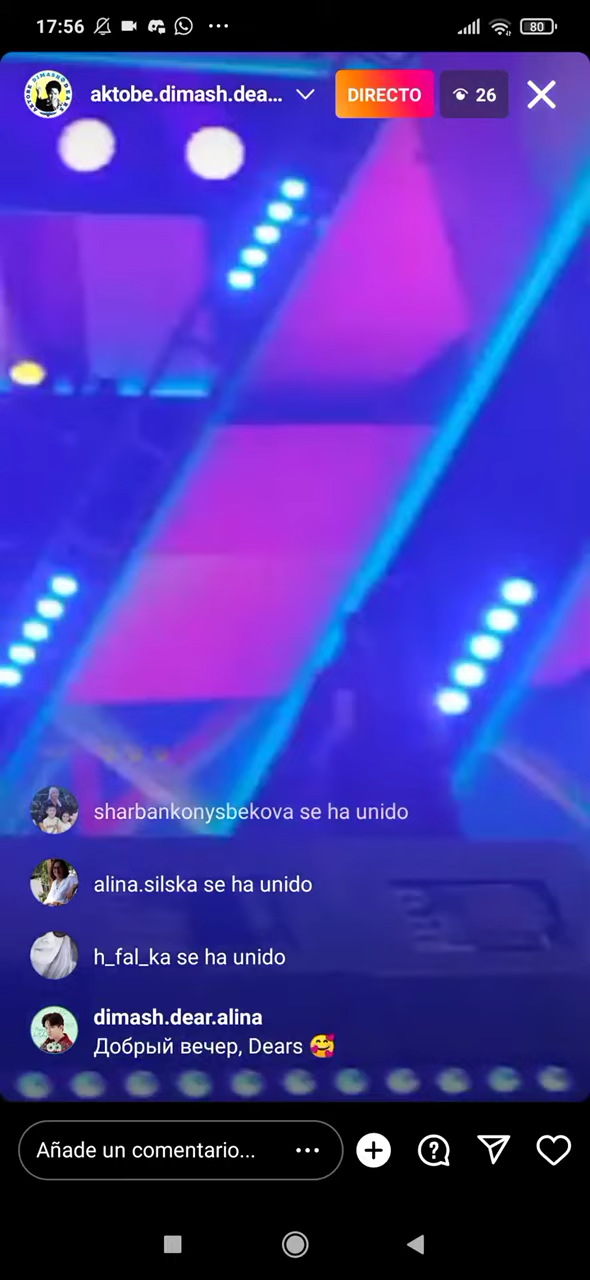 17:56
80
aktobe.dimash.dea...
DIRECTO
26
sharbankonysbekova se ha unido
alina.silska se ha unido
h_fal_ka se ha unido
dimash.dear.alina
Добрый вечер, Dears 🥰
Añade un comentario...